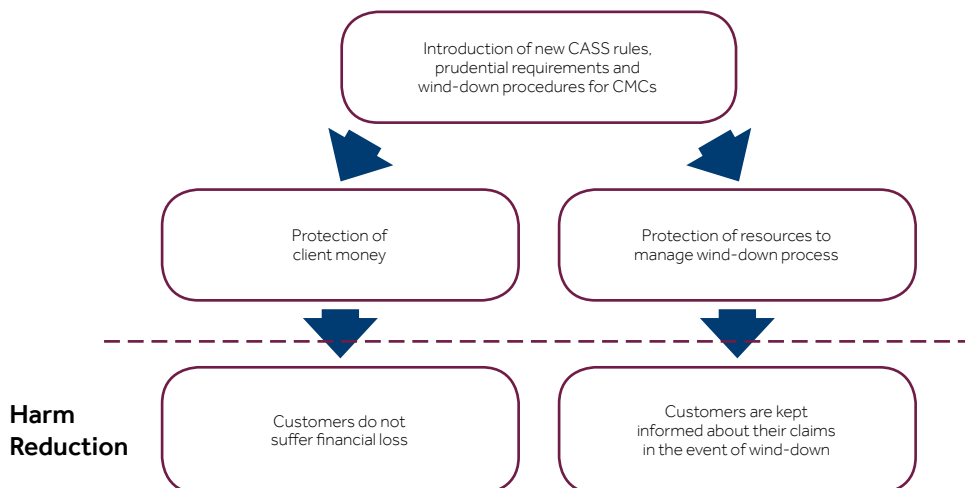 Introduction of new CASS rules,
prudential requirements and
wind-down procedures for CMCs
Protection of
client money
Protection of resources to
manage wind-down process
Harm
Reduction
Customers do not
suffer financial loss
Customers are kept
informed about their claims
in the event of wind-down